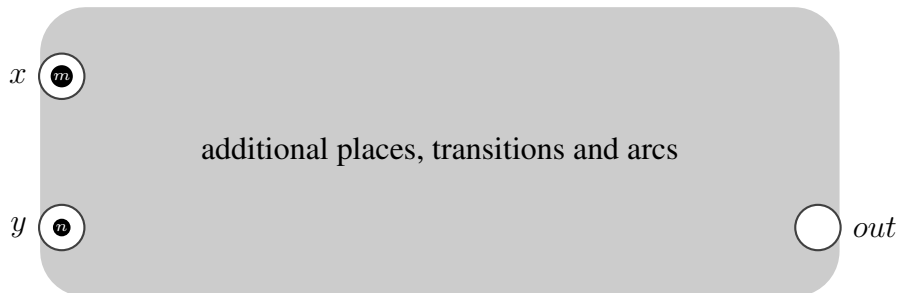 x
m
additional places, transitions and arcs
y
n
out